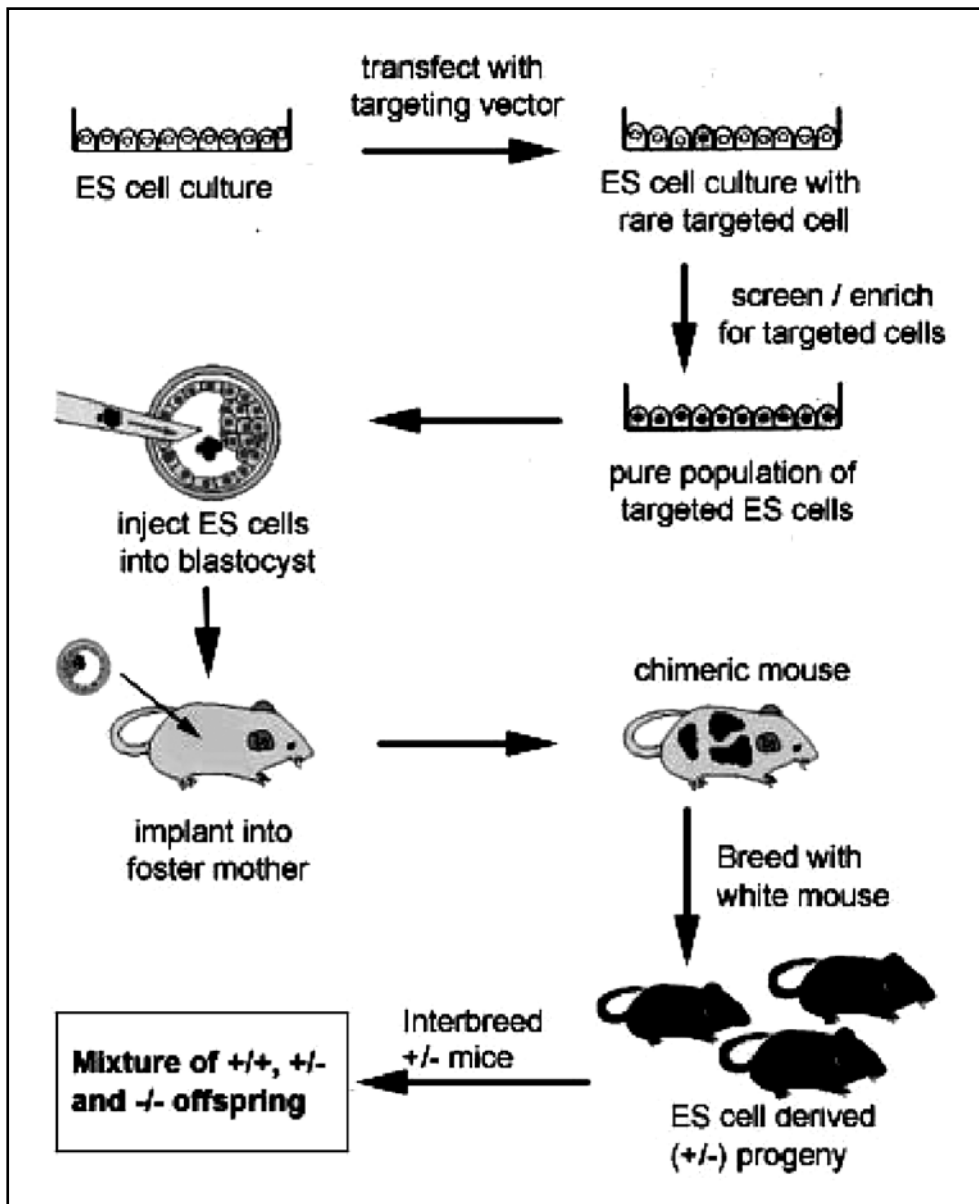 transfect with
targeting vector
ES cell culture
ES cell culture with
rare targeted cell
screen / enrich
for targeted cells
pure population of
targeted ES cells
inject ES cells
into blastocyst
implant into
foster mother
chimeric mouse
Breed with
white mouse
ES cell derived
(+/-) progeny
Interbreed
+/- mice
Mixture of +/+, +/-
and -/- offspring